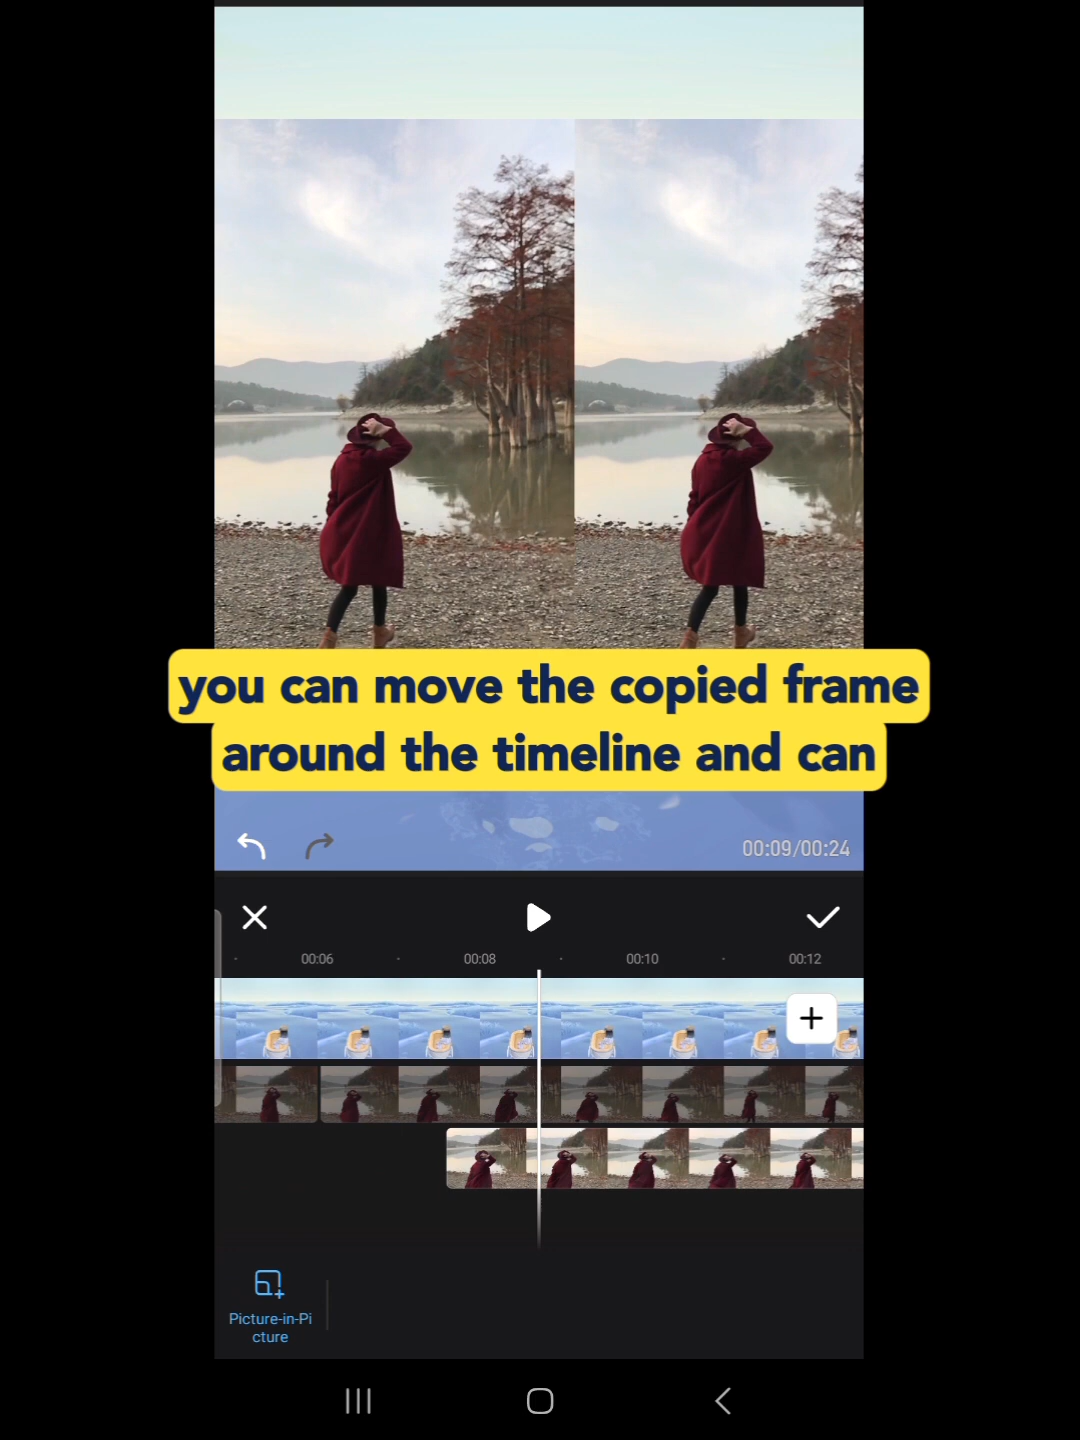 you can move the copied frame
around the timeline and can
00:09/00:24
00:06
00:08
00:10
00:12
Picture-in-Pi
cture